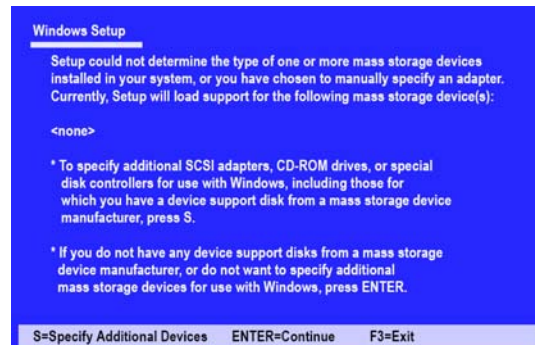 Windows Setup
Setup could not determine the type of one or more mass storage devices
installed in your system, or you have chosen to manually specify an adapter.
Currently, Setup will load support for the following mass storage device(s):
<none>
* To specify additional SCSI adapters, CD-ROM drives, or special
disk controllers for use with Windows, including those for
which you have a device support disk from a mass storage device
manufacturer, press S.
* If you do not have any device support disks from a mass storage
device manufacturer, or do not want to specify additional
mass storage devices for use with Windows, press ENTER.
S=Specify Additional Devices ENTER=Continue F3=Exit